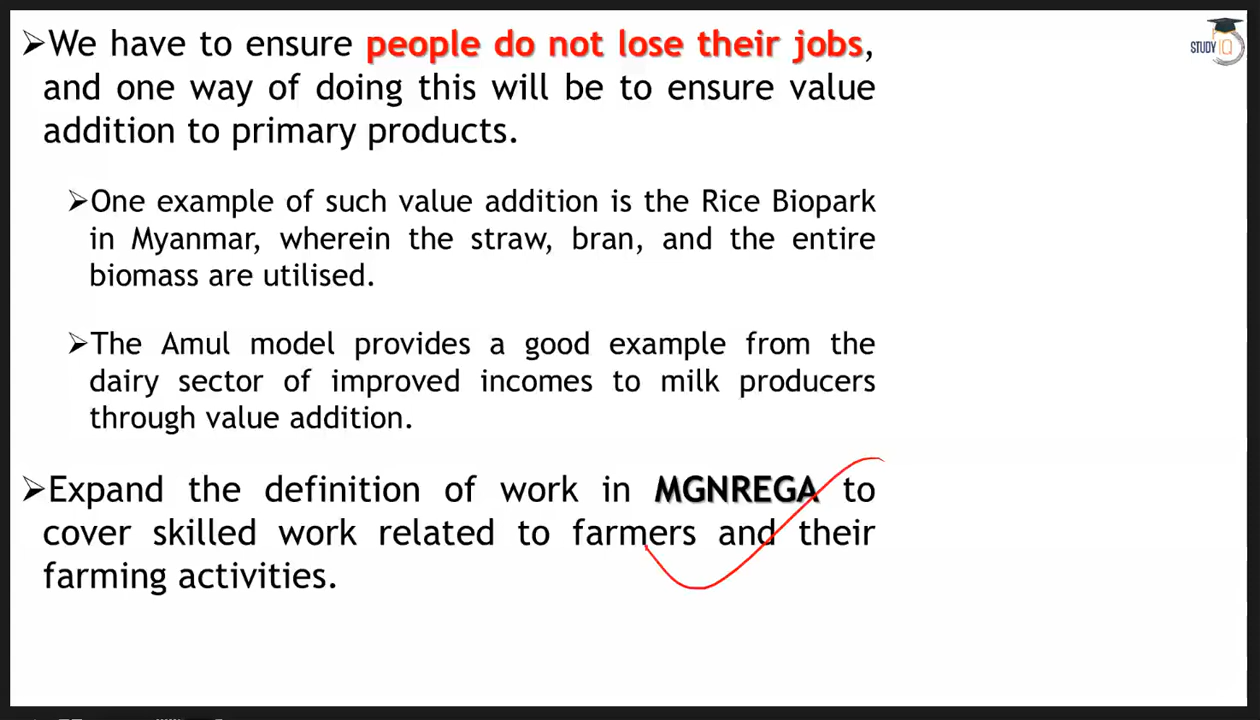 ➢We have to ensure people do not lose their jobs,
and one way of doing this will be to ensure value
addition to primary products.
➢One example of such value addition is the Rice Biopark
in Myanmar, wherein the straw, bran, and the entire
biomass are utilised.
➢The Amul model provides a good example from the
dairy sector of improved incomes to milk producers
through value addition.
➢Expand the definition of work in MGNREGA to
cover skilled work related to farmers and their
farming activities.
STUDY IQ